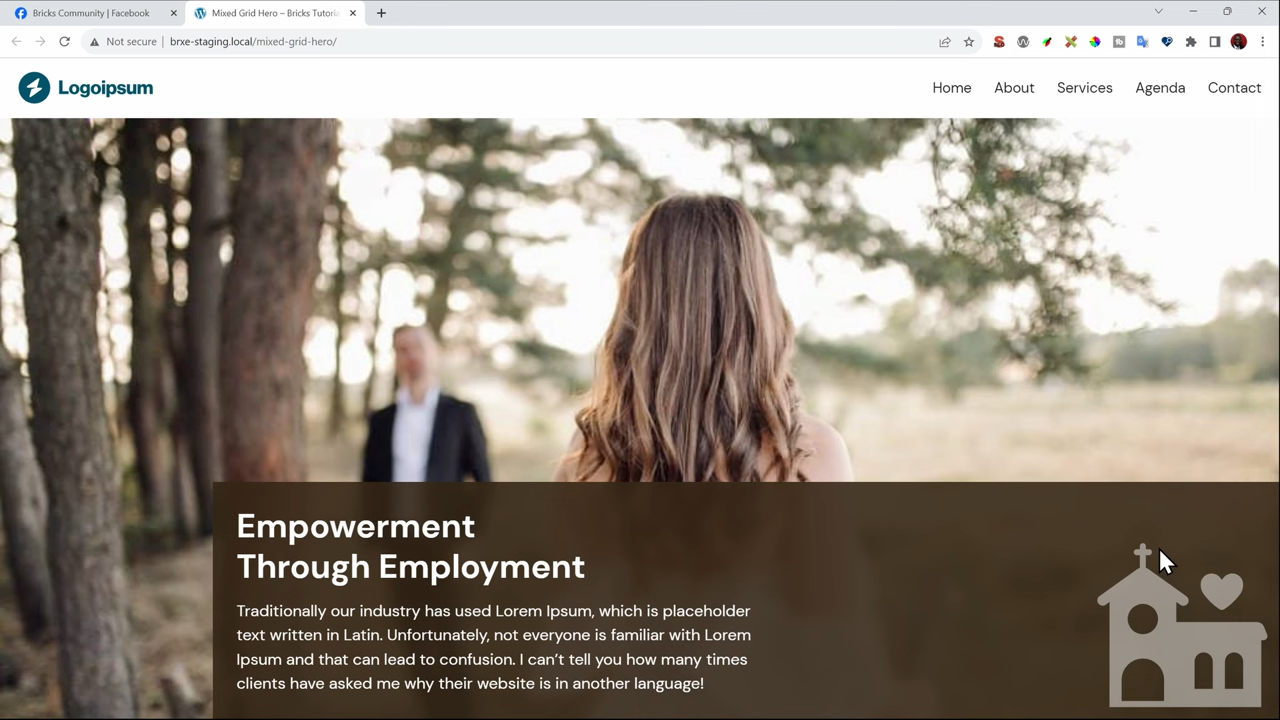 Bricks Community | Facebook
Mixed Grid Hero – Bricks Tutoria
Not secure
brxe-staging.local/mixed-grid-hero/
Logoipsum
Home
About
Services
Agenda
Contact
Empowerment
Through Employment
Traditionally our industry has used Lorem Ipsum, which is placeholder
text written in Latin. Unfortunately, not everyone is familiar with Lorem
Ipsum and that can lead to confusion. I can’t tell you how many times
clients have asked me why their website is in another language!